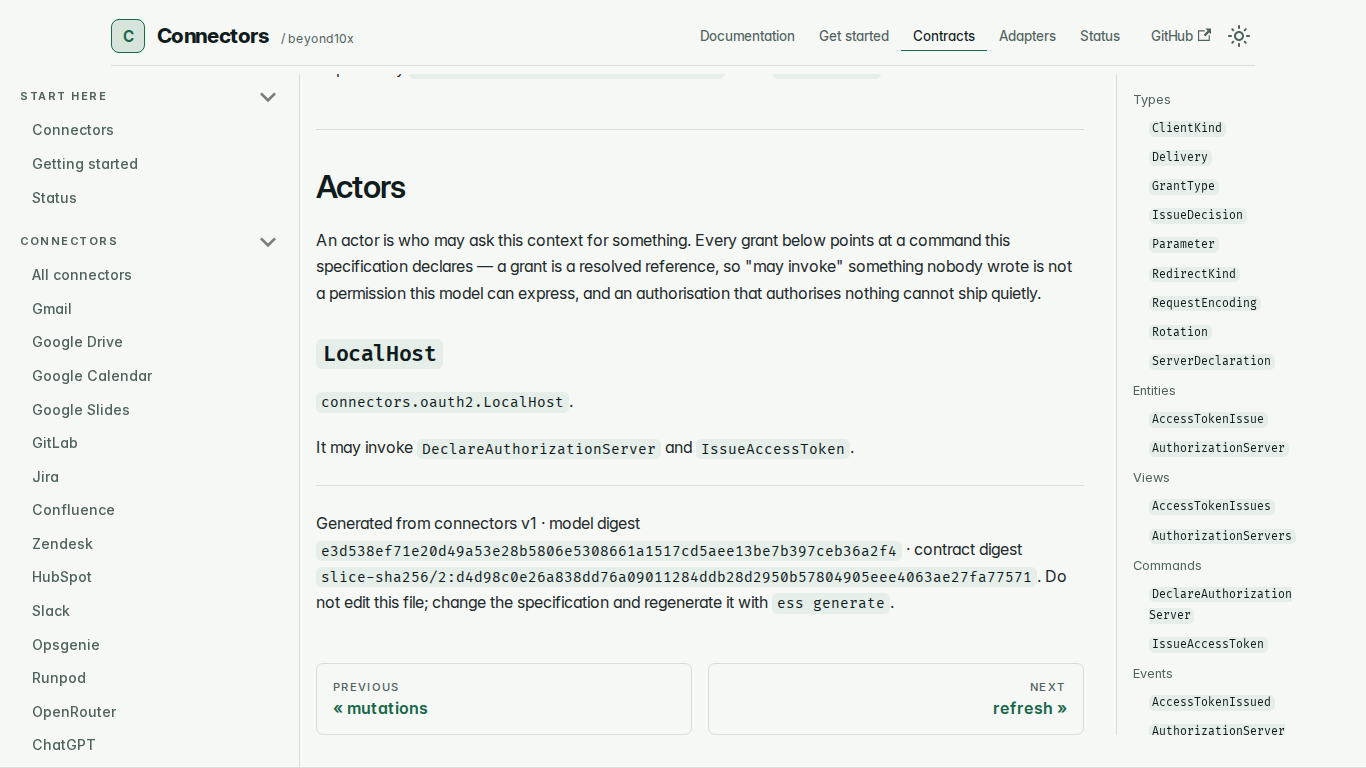 C Connectors / beyond10x Documentation Get started Contracts Adapters Status GitHub
START HERE
Connectors
Getting started
Status
CONNECTORS
All connectors
Gmail
Google Drive
Google Calendar
Google Slides
GitLab
Jira
Confluence
Zendesk
HubSpot
Slack
Opsgenie
Runpod
OpenRouter
ChatGPT
Actors
An actor is who may ask this context for something. Every grant below points at a command this
specification declares — a grant is a resolved reference, so "may invoke" something nobody wrote is not
a permission this model can express, and an authorisation that authorises nothing cannot ship quietly.
LocalHost
connectors.oauth2.LocalHost.
It may invoke DeclareAuthorizationServer and IssueAccessToken.
Generated from connectors v1 · model digest
e3d538ef71e20d49a53e28b5806e5308661a1517cd5aee13be7b397ceb36a2f4 · contract digest
slice-sha256/2:d4d98c0e26a838dd76a09011284ddb28d2950b57804905eee4063ae27fa77571. Do
not edit this file; change the specification and regenerate it with ess generate.
PREVIOUS
« mutations
NEXT
refresh »
Types
ClientKind
Delivery
GrantType
IssueDecision
Parameter
RedirectKind
RequestEncoding
Rotation
ServerDeclaration
Entities
AccessTokenIssue
AuthorizationServer
Views
AccessTokenIssues
AuthorizationServers
Commands
DeclareAuthorization
Server
IssueAccessToken
Events
AccessTokenIssued
AuthorizationServer